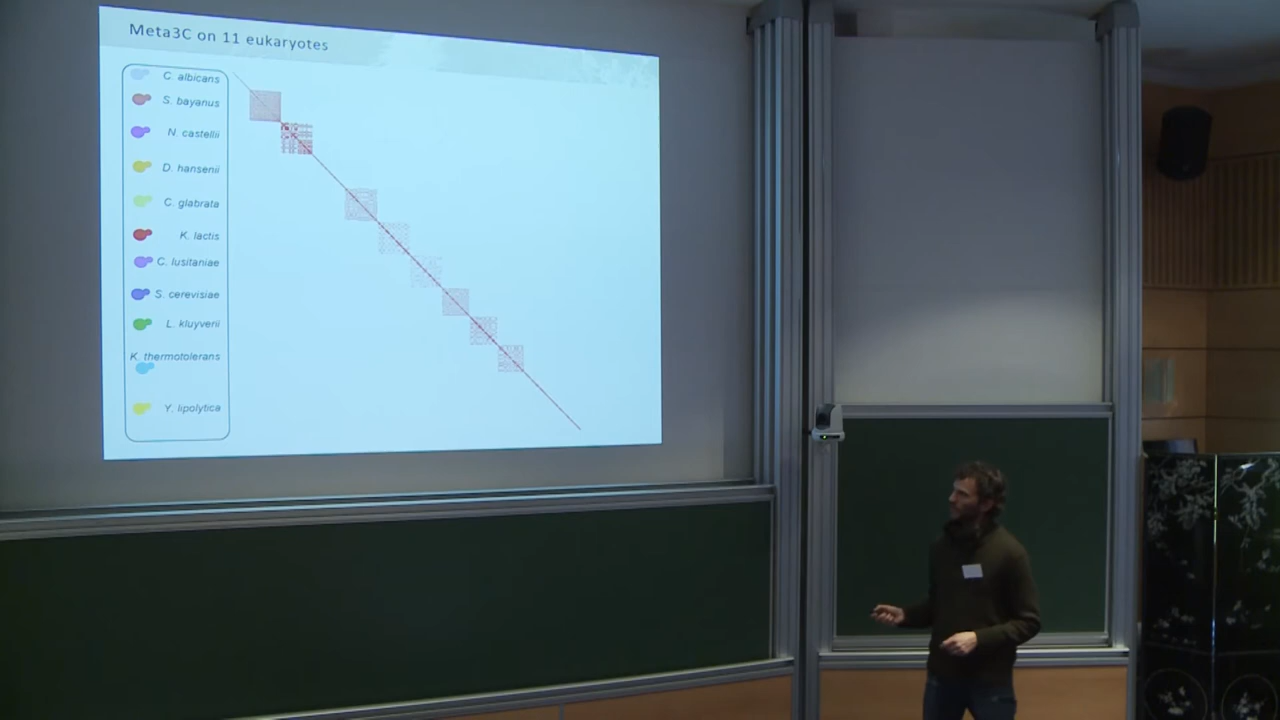 Meta3C on 11 eukaryotes
C. albicans
S. bayanus
N. castellii
D. hansenii
C. glabrata
K. lactis
C. lusitaniae
S. cerevisiae
L. kluyverii
K. thermotolerans
Y. lipolytica